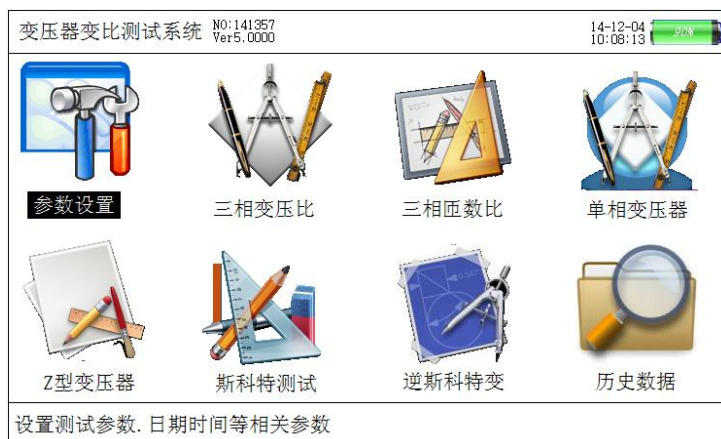 变压器变比测试系统 NO:141357
Ver5.0000
14-12-04
10:08:13
90%
参数设置 三相变压比 三相匝数比 单相变压器
Z型变压器 斯科特测试 逆斯科特变 历史数据
设置测试参数.日期时间等相关参数